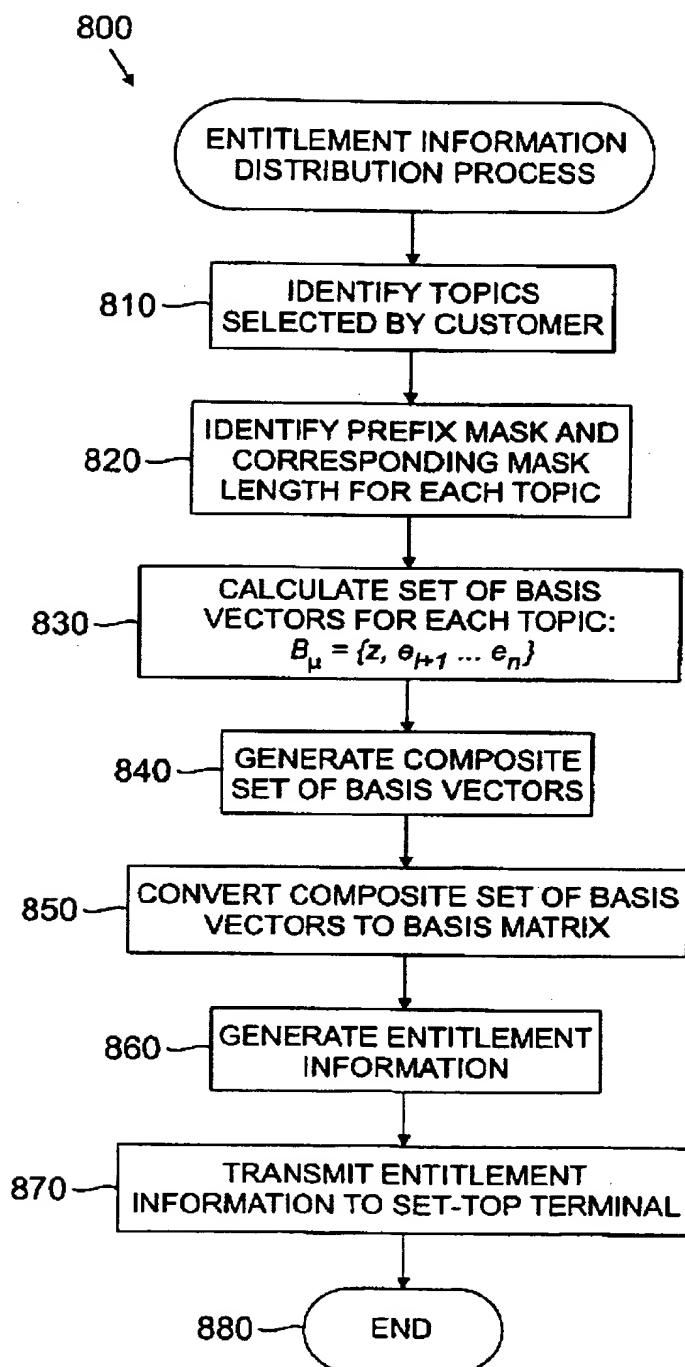 800
ENTITLEMENT INFORMATION
DISTRIBUTION PROCESS
810
IDENTIFY TOPICS
SELECTED BY CUSTOMER
820
IDENTIFY PREFIX MASK AND
CORRESPONDING MASK
LENGTH FOR EACH TOPIC
830
CALCULATE SET OF BASIS
VECTORS FOR EACH TOPIC:
Bμ = {z, e_{l+1} ... e_n}
840
GENERATE COMPOSITE
SET OF BASIS VECTORS
850
CONVERT COMPOSITE SET OF BASIS
VECTORS TO BASIS MATRIX
860
GENERATE ENTITLEMENT
INFORMATION
870
TRANSMIT ENTITLEMENT
INFORMATION TO SET-TOP TERMINAL
880
END